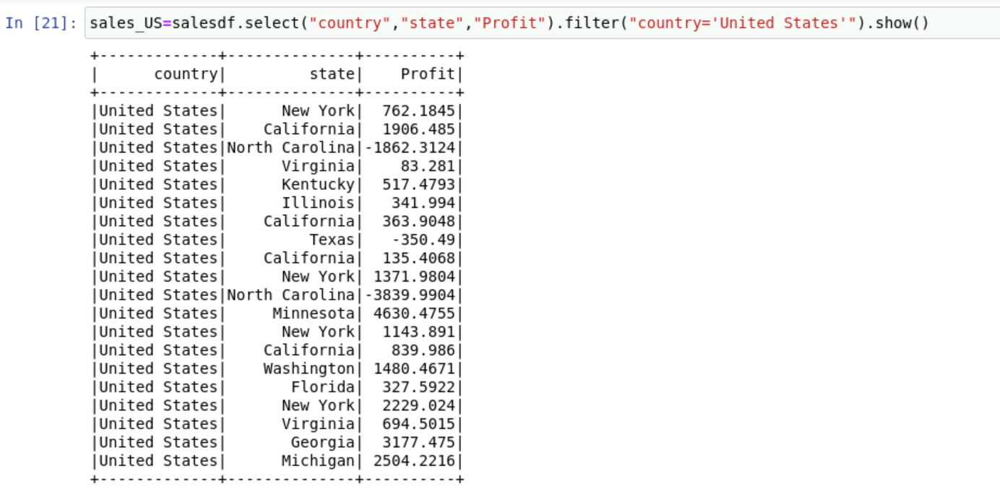 In [21]: sales_US=salesdf.select("country","state","Profit").filter("country='United States'").show()
+-------------+--------------+----------+
|      country|         state|    Profit|
+-------------+--------------+----------+
|United States|      New York|  762.1845|
|United States|    California|  1906.485|
|United States|North Carolina|-1862.3124|
|United States|      Virginia|    83.281|
|United States|      Kentucky|  517.4793|
|United States|      Illinois|   341.994|
|United States|    California|  363.9048|
|United States|         Texas|   -350.49|
|United States|    California|  135.4068|
|United States|      New York| 1371.9804|
|United States|North Carolina|-3839.9904|
|United States|     Minnesota| 4630.4755|
|United States|      New York|  1143.891|
|United States|    California|   839.986|
|United States|    Washington| 1480.4671|
|United States|       Florida|  327.5922|
|United States|      New York|  2229.024|
|United States|      Virginia|  694.5015|
|United States|       Georgia|  3177.475|
|United States|      Michigan| 2504.2216|
+-------------+--------------+----------+